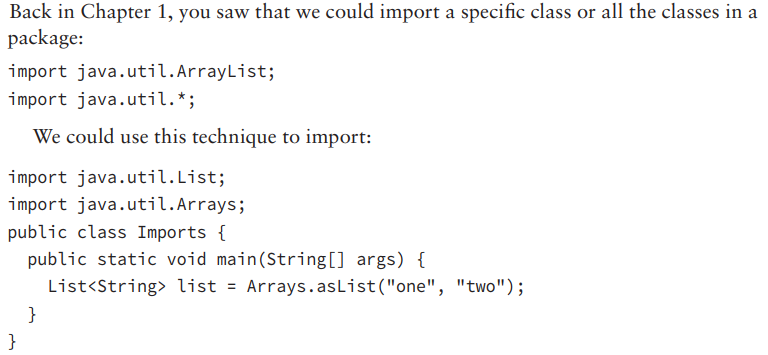 Back in Chapter 1, you saw that we could import a specific class or all the classes in a
package:
import java.util.ArrayList;
import java.util.*;
We could use this technique to import:
import java.util.List;
import java.util.Arrays;
public class Imports {
  public static void main(String[] args) {
    List<String> list = Arrays.asList("one", "two");
  }
}